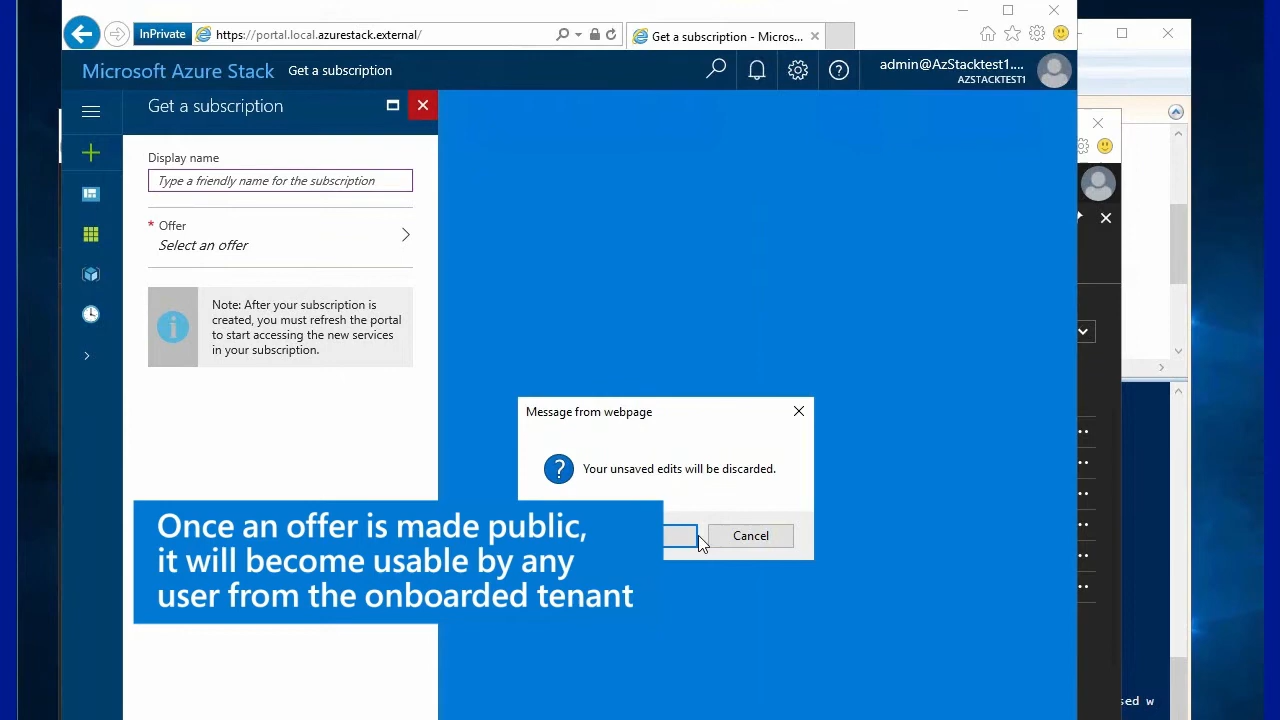 InPrivate
https://portal.local.azurestack.external/
Get a subscription - Micros...
Microsoft Azure Stack
Get a subscription
admin@AzStacktest1....
AZSTACKTEST1
Get a subscription
Display name
Type a friendly name for the subscription
* Offer
Select an offer
Note: After your subscription is
created, you must refresh the portal
to start accessing the new services
in your subscription.
Message from webpage
Your unsaved edits will be discarded.
Cancel
Once an offer is made public,
it will become usable by any
user from the onboarded tenant